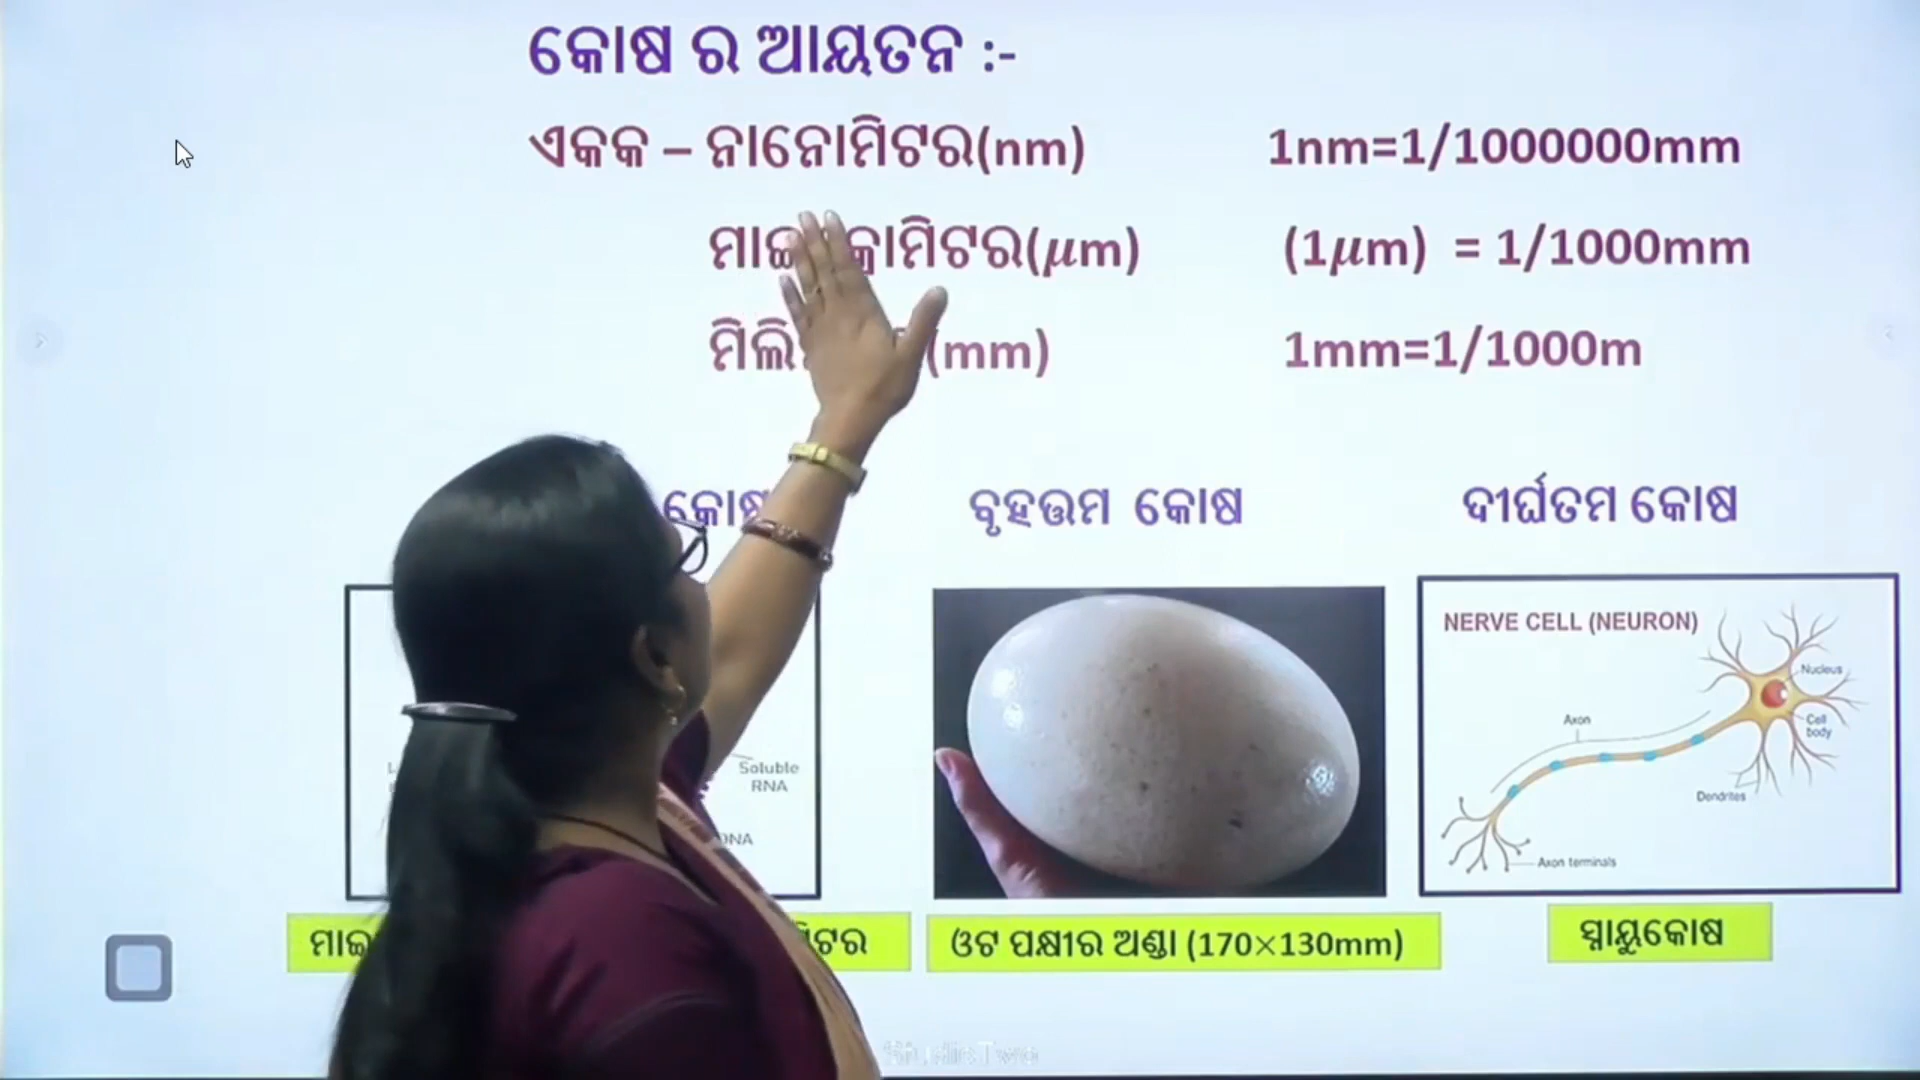 କୋଷ ର ଆୟତନ :-
ଏକକ – ନାନୋମିଟର(nm) 1nm=1/1000000mm
(μm) (1μm) = 1/1000mm
(mm) 1mm=1/1000m
କୋଷ ବୃହତ୍ତମ କୋଷ ଦୀର୍ଘତମ କୋଷ
NERVE CELL (NEURON)
Nucleus
Axon
Cell
body
Soluble
RNA
Dendrites
DNA
Axon terminals
ଓଟ ପକ୍ଷୀର ଅଣ୍ଡା (170×130mm)
ସ୍ନାୟୁକୋଷ